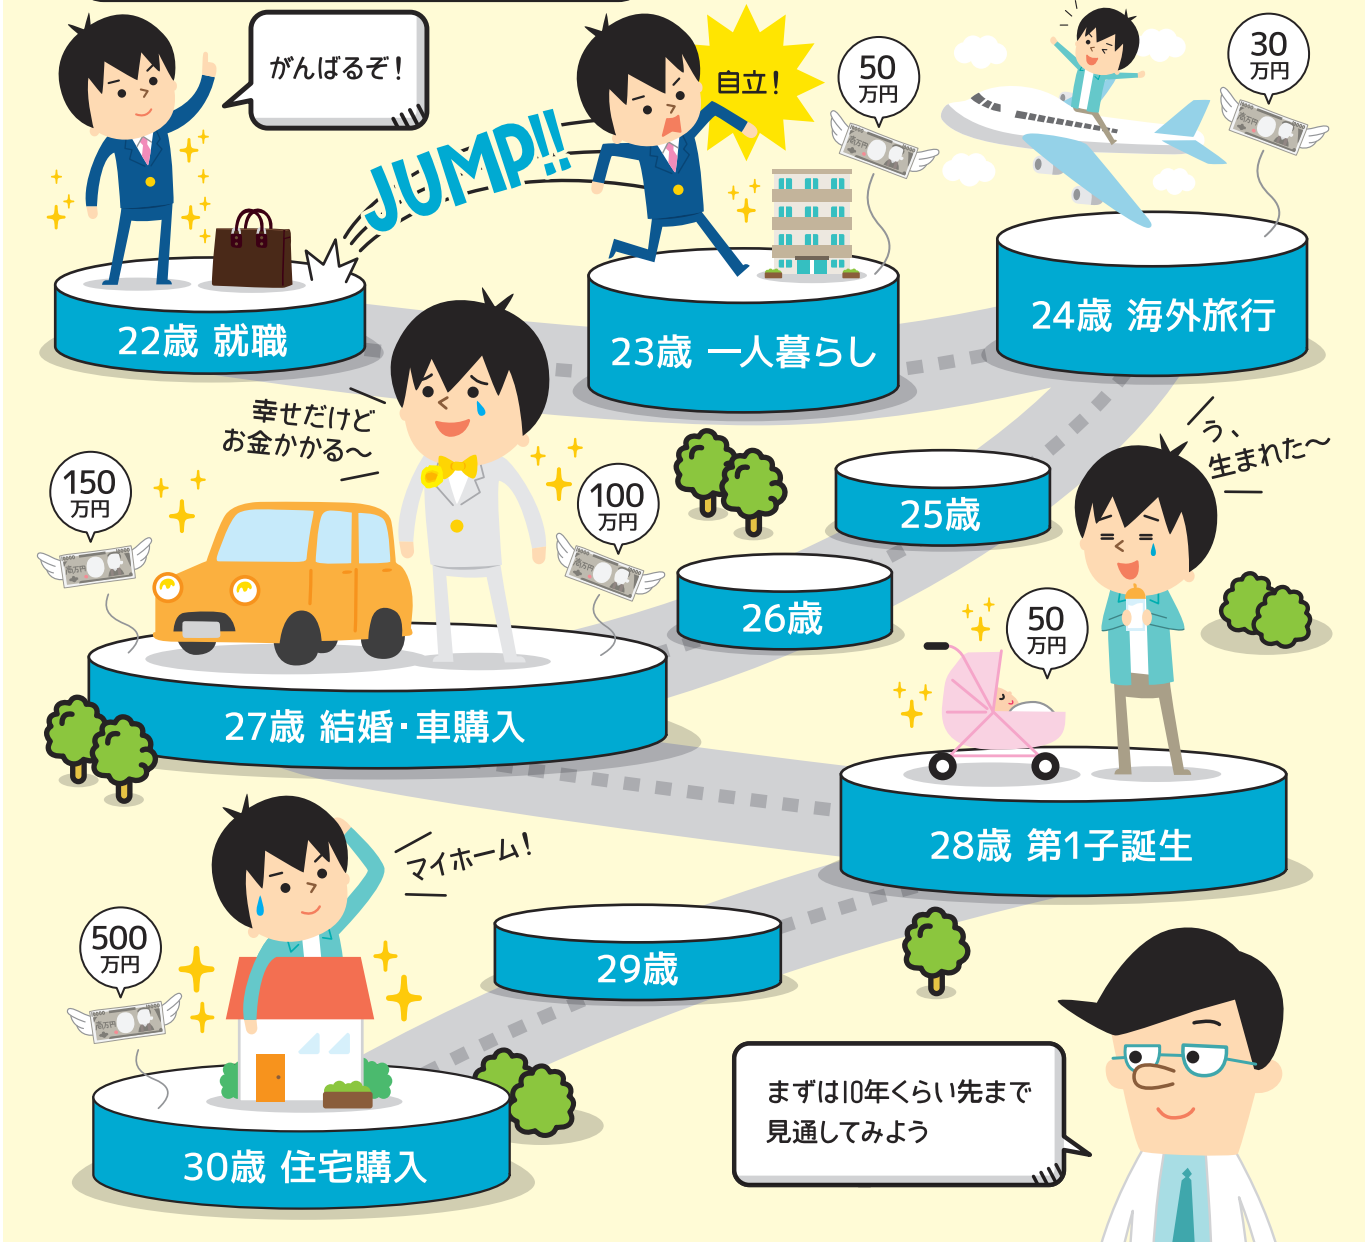 がんばるぞ！
JUMP!!
自立！
50
万円
30
万円
22歳 就職
23歳 一人暮らし
24歳 海外旅行
幸せだけど
お金かかる〜
150
万円
100
万円
25歳
26歳
27歳 結婚・車購入
う、
生まれた〜
50
万円
28歳 第1子誕生
マイホーム！
500
万円
29歳
30歳 住宅購入
まずは10年くらい先まで
見通してみよう